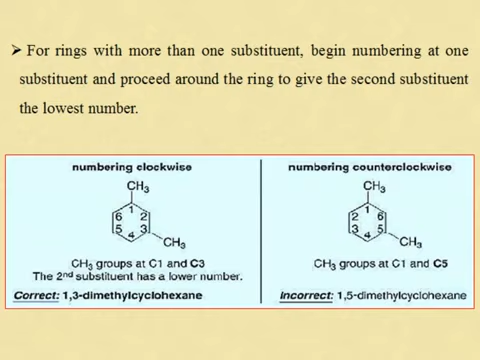 ➢ For rings with more than one substituent, begin numbering at one
substituent and proceed around the ring to give the second substituent
the lowest number.
numbering clockwise
CH₃
1
6 2
5 3
4
CH₃
CH₃ groups at C1 and C3
The 2ⁿᵈ substituent has a lower number.
Correct: 1,3-dimethylcyclohexane
numbering counterclockwise
CH₃
1
2 6
3 5
4
CH₃
CH₃ groups at C1 and C5
Incorrect: 1,5-dimethylcyclohexane